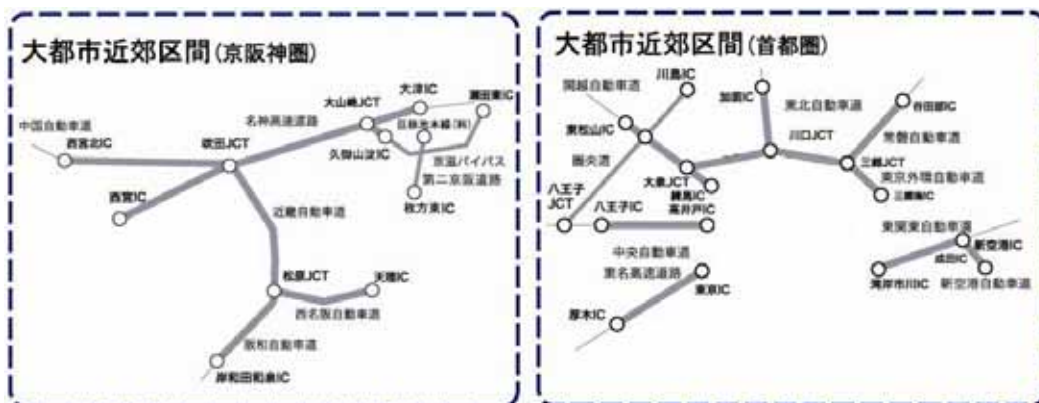 大都市近郊区間(京阪神圏)
大津IC
瀬田東IC
大山崎JCT
名神高速道路
巨椋池本線(料)
中国自動車道
吹田JCT
西宮北IC
久御山淀IC
京滋バイパス
第二京阪道路
西宮IC
枚方東IC
近畿自動車道
松原JCT
天理IC
西名阪自動車道
阪和自動車道
岸和田和泉IC
大都市近郊区間(首都圏)
川島IC
関越自動車道
加須IC
東北自動車道
谷田部IC
東松山IC
川口JCT
常磐自動車道
圏央道
三郷JCT
大泉JCT
東京外環自動車道
練馬IC
三郷南IC
八王子JCT
八王子IC
高井戸IC
東関東自動車道
新空港IC
中央自動車道
成田IC
東名高速道路
湾岸市川IC
新空港自動車道
東京IC
厚木IC